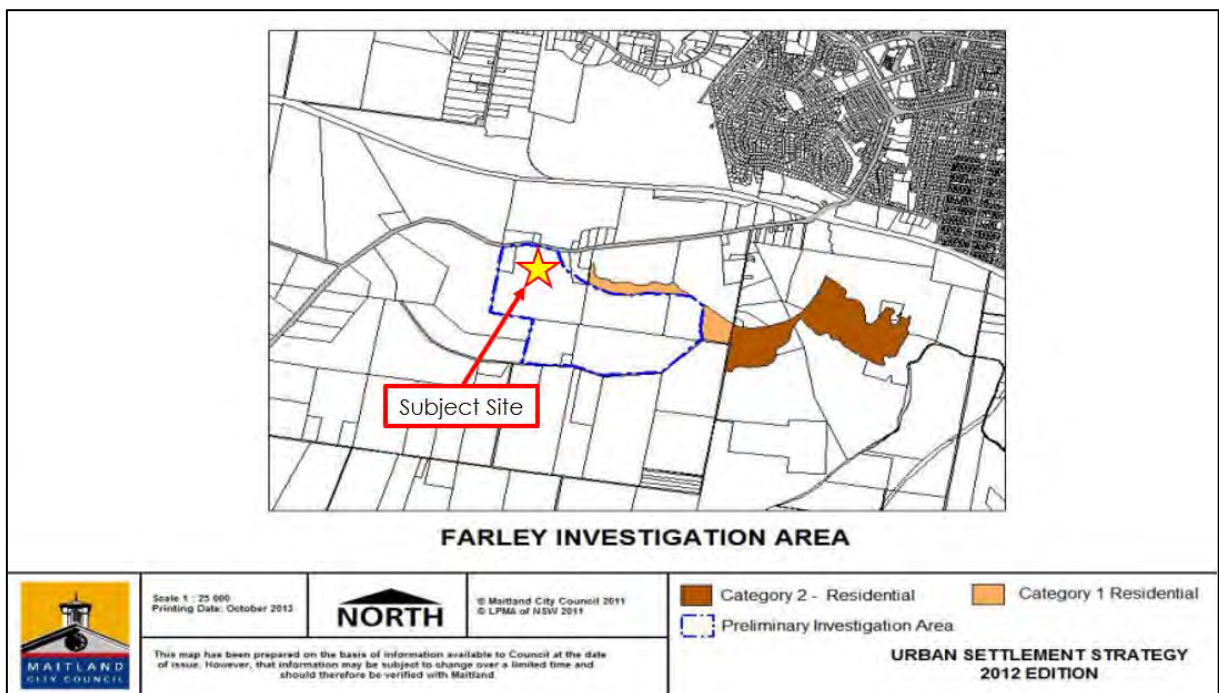 Subject Site
FARLEY INVESTIGATION AREA
MAITLAND
CITY COUNCIL
Scale 1 : 25 000
Printing Date: October 2013
NORTH
© Maitland City Council 2011
© LPMA of NSW 2011
This map has been prepared on the basis of information available to Council at the date
of issue. However, that information may be subject to change over a limited time and
should therefore be verified with Maitland
Category 2 - Residential
Category 1 Residential
Preliminary Investigation Area
URBAN SETTLEMENT STRATEGY
2012 EDITION